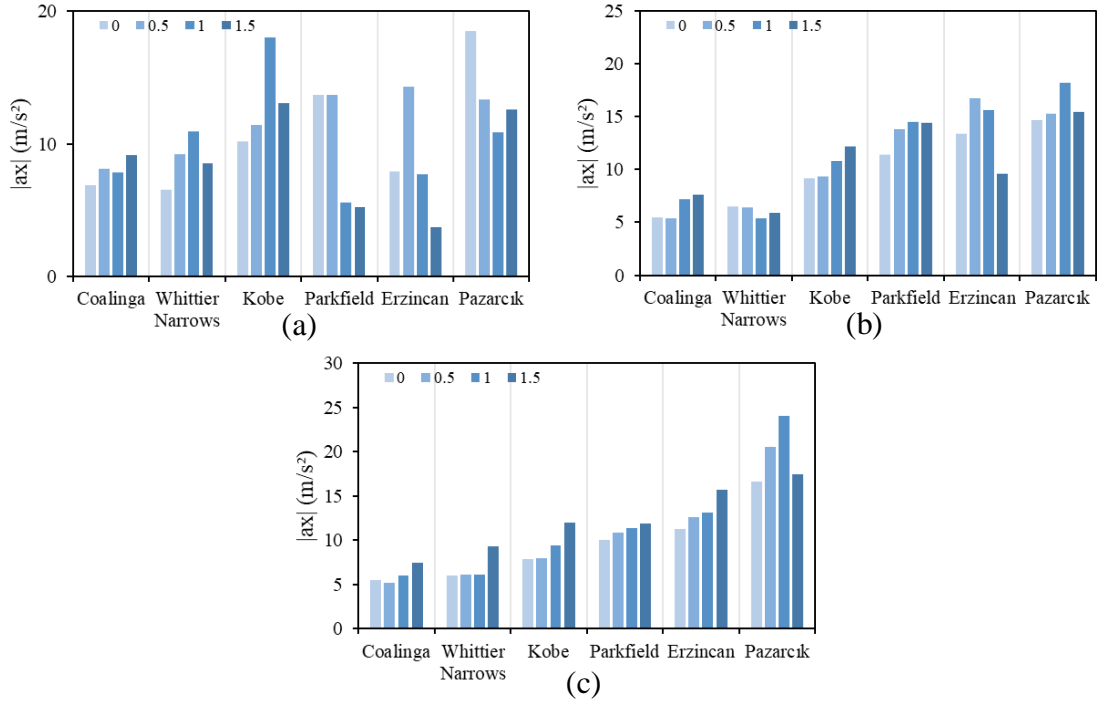 20
10
0
|ax| (m/s²)
0 0.5 1 1.5
Coalinga Whittier Narrows Kobe Parkfield Erzincan Pazarcık
(a)
25
20
15
10
5
0
|ax| (m/s²)
0 0.5 1 1.5
Coalinga Whittier Narrows Kobe Parkfield Erzincan Pazarcık
(b)
30
25
20
15
10
5
0
|ax| (m/s²)
0 0.5 1 1.5
Coalinga Whittier Narrows Kobe Parkfield Erzincan Pazarcık
(c)